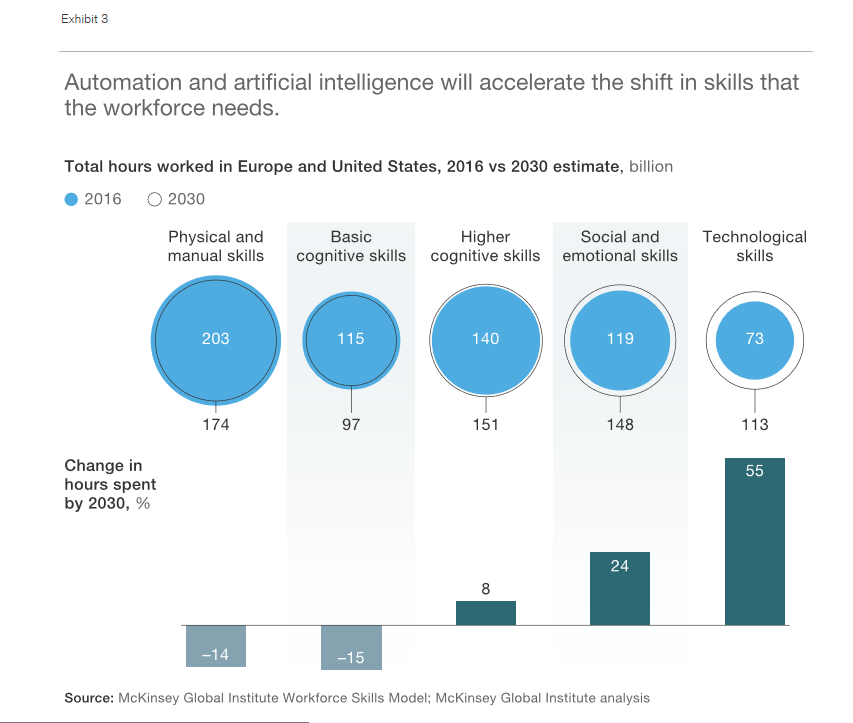 Exhibit 3
Automation and artificial intelligence will accelerate the shift in skills that
the workforce needs.
Total hours worked in Europe and United States, 2016 vs 2030 estimate, billion
2016 2030
Physical and Basic Higher Social and Technological
manual skills cognitive skills cognitive skills emotional skills skills
203 115 140 119 73
174 97 151 148 113
Change in
hours spent
by 2030, %
55
24
8
–14 –15
Source: McKinsey Global Institute Workforce Skills Model; McKinsey Global Institute analysis